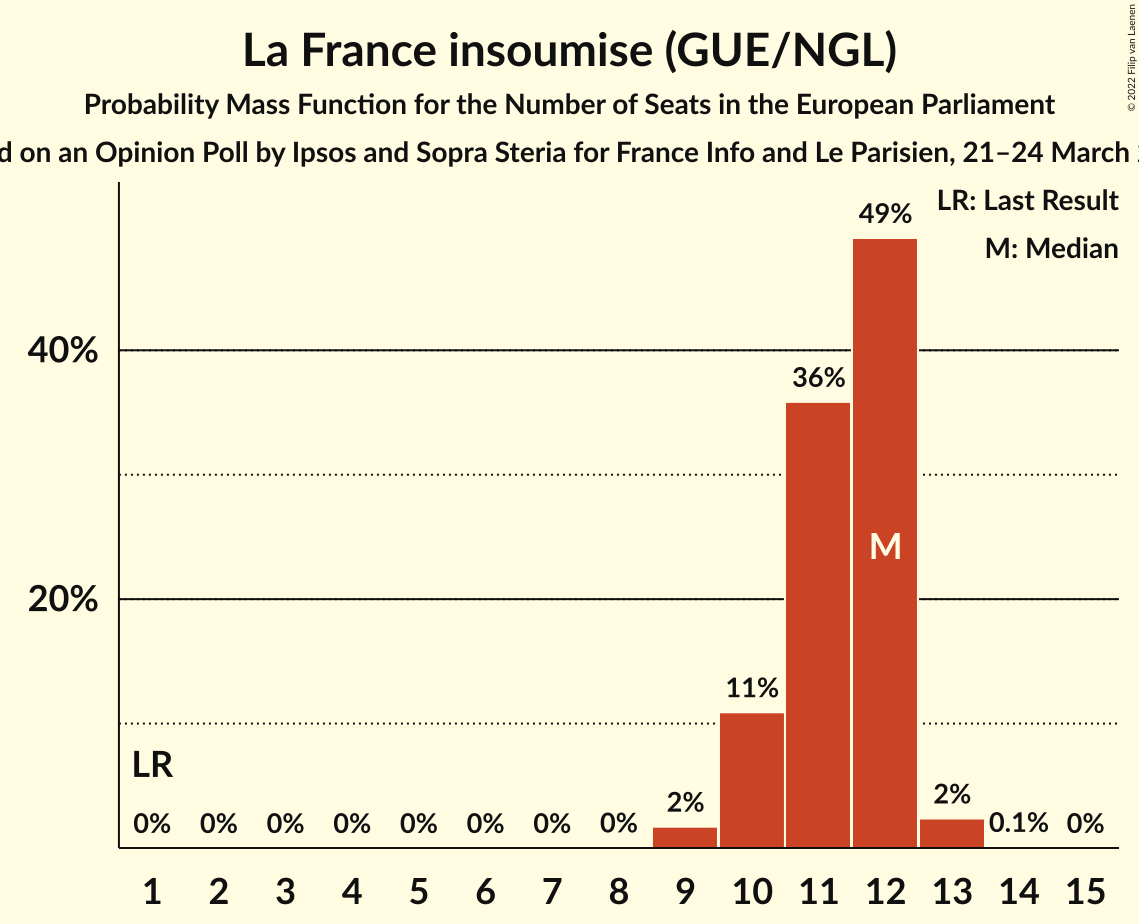 La France insoumise (GUE/NGL)
Probability Mass Function for the Number of Seats in the European Parliament
on an Opinion Poll by Ipsos and Sopra Steria for France Info and Le Parisien, 21–24 March
© 2022 Filip van Laenen
LR: Last Result
M: Median
49%
40%
36%
M
20%
11%
LR
2%
2%
0% 0% 0% 0% 0% 0% 0% 0% 0.1% 0%
1 2 3 4 5 6 7 8 9 10 11 12 13 14 15